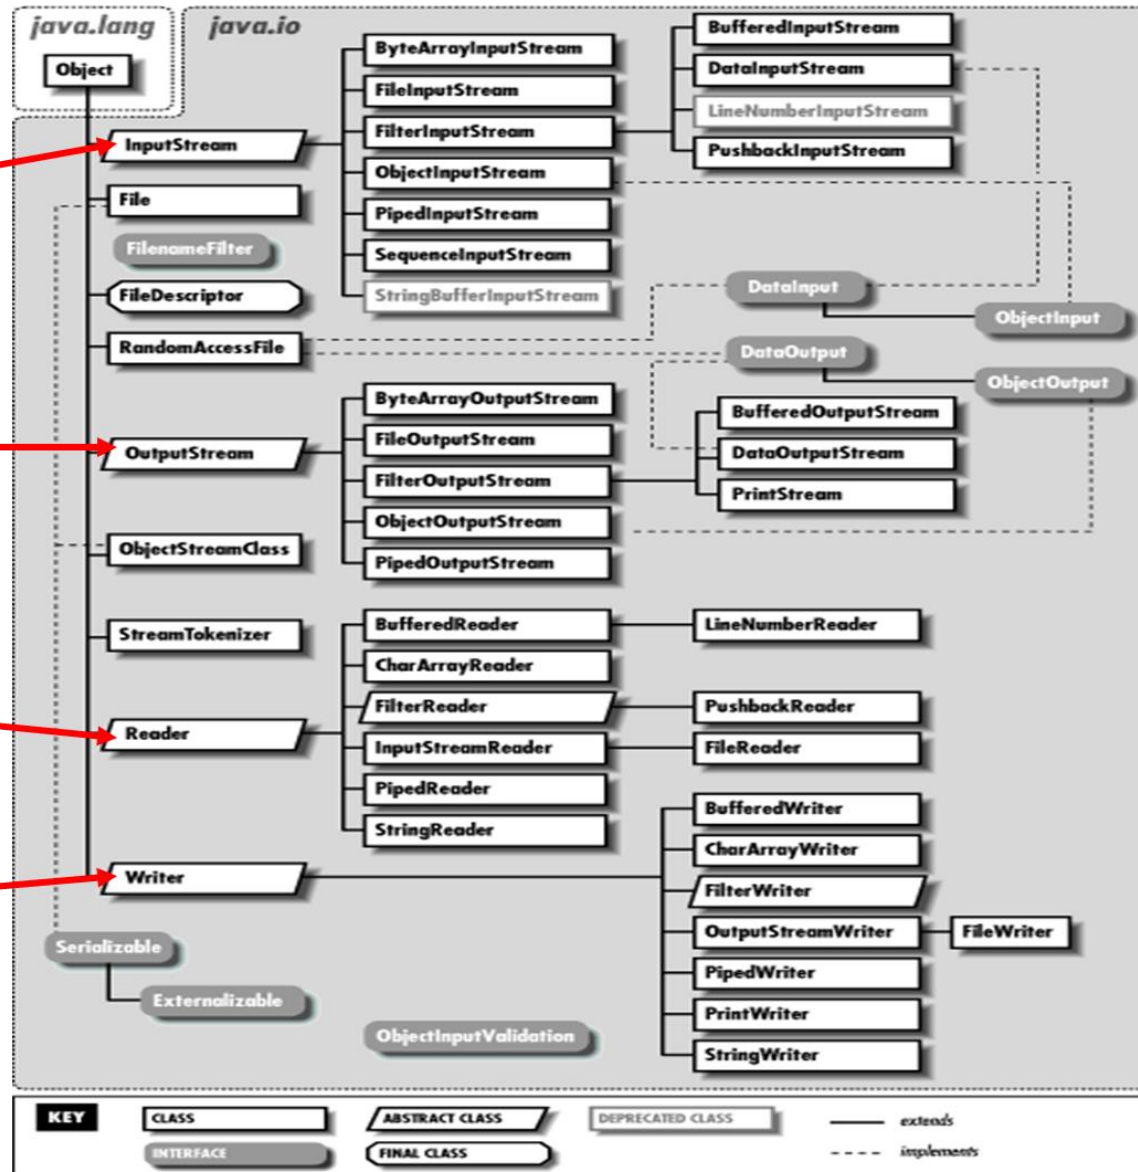 java.lang
java.io
Object
InputStream
File
FilenameFilter
FileDescriptor
RandomAccessFile
OutputStream
ObjectStreamClass
StreamTokenizer
Reader
Writer
Serializable
Externalizable
ByteArrayInputStream
FileInputStream
FilterInputStream
ObjectInputStream
PipedInputStream
SequenceInputStream
StringBufferInputStream
BufferedInputStream
DataInputStream
LineNumberInputStream
PushbackInputStream
DataInput
ObjectInput
DataOutput
ObjectOutput
ByteArrayOutputStream
FileOutputStream
FilterOutputStream
ObjectOutputStream
PipedOutputStream
BufferedOutputStream
DataOutputStream
PrintStream
BufferedReader
CharArrayReader
FilterReader
InputStreamReader
PipedReader
StringReader
LineNumberReader
PushbackReader
FileReader
BufferedWriter
CharArrayWriter
FilterWriter
OutputStreamWriter
FileWriter
PipedWriter
PrintWriter
StringWriter
ObjectInputValidation
KEY
CLASS
ABSTRACT CLASS
DEPRECATED CLASS
extends
INTERFACE
FINAL CLASS
implements